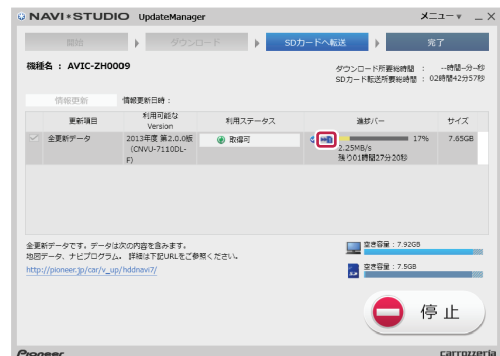 NAVI*STUDIO UpdateManager
メニュー
開始
ダウンロード
SDカードへ転送
完了
機種名 : AVIC-ZH0009
ダウンロード所要総時間 : --時間--分--秒
SDカード転送所要総時間 : 02時間42分57秒
情報更新
情報更新日時 :
更新項目
利用可能な
Version
利用ステータス
進捗バー
サイズ
全更新データ
2013年度 第2.0.0版
(CNVU-7110DL-
F)
取得可
17%
2.25MB/s
残り01時間27分20秒
7.65GB
全更新データです。データは次の内容を含みます。
地図データ、ナビプログラム。 詳細は下記URLをご参照ください。
http://pioneer.jp/car/v_up/hddnavi7/
空き容量 : 7.92GB
空き容量 : 7.5GB
停止
Pioneer
carrozzeria